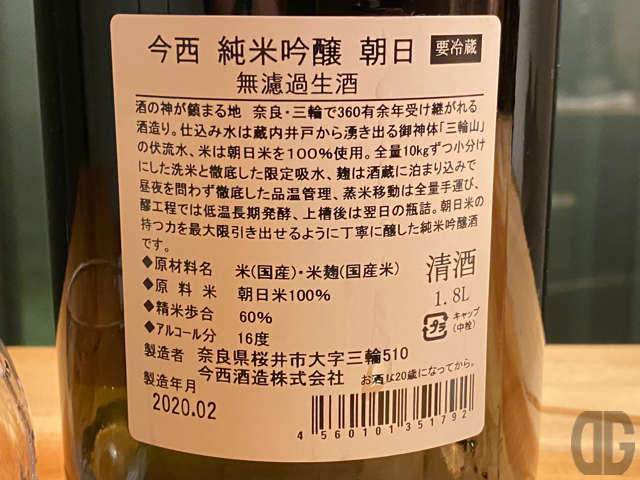 今西 純米吟醸 朝日 要冷蔵
無濾過生酒
酒の神が鎮まる地 奈良・三輪で360有余年受け継がれる
酒造り。仕込み水は蔵内井戸から湧き出る御神体「三輪山」
の伏流水、米は朝日米を100%使用。全量10kgずつ小分け
にした洗米と徹底した限定吸水、麹は酒蔵に泊まり込みで
昼夜を問わず徹底した品温管理、蒸米移動は全量手運び、
醪工程では低温長期発酵、上槽後は翌日の瓶詰。朝日米の
持つ力を最大限引き出せるように丁寧に醸した純米吟醸酒
です。
◆原材料名 米(国産)・米麹(国産米)
◆原料米 朝日米100%
◆精米歩合 60%
◆アルコール分 16度
清酒
1.8L
プラ キャップ
(中栓)
製造者 奈良県桜井市大字三輪510
今西酒造株式会社 お酒は20歳になってから。
製造年月
2020.02
4 560101 351792
DG